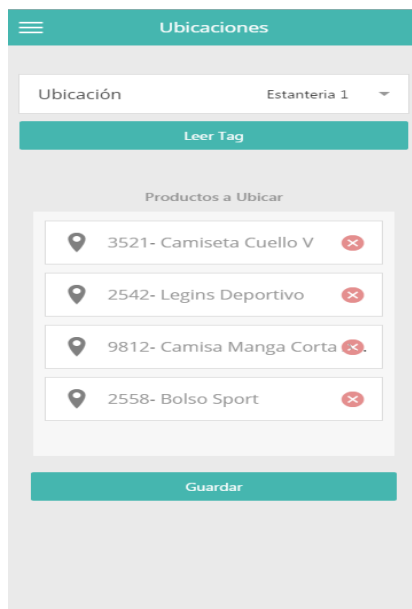 Ubicaciones
Ubicación Estanteria 1
Leer Tag
Productos a Ubicar
3521- Camiseta Cuello V
2542- Legins Deportivo
9812- Camisa Manga Corta ...
2558- Bolso Sport
Guardar